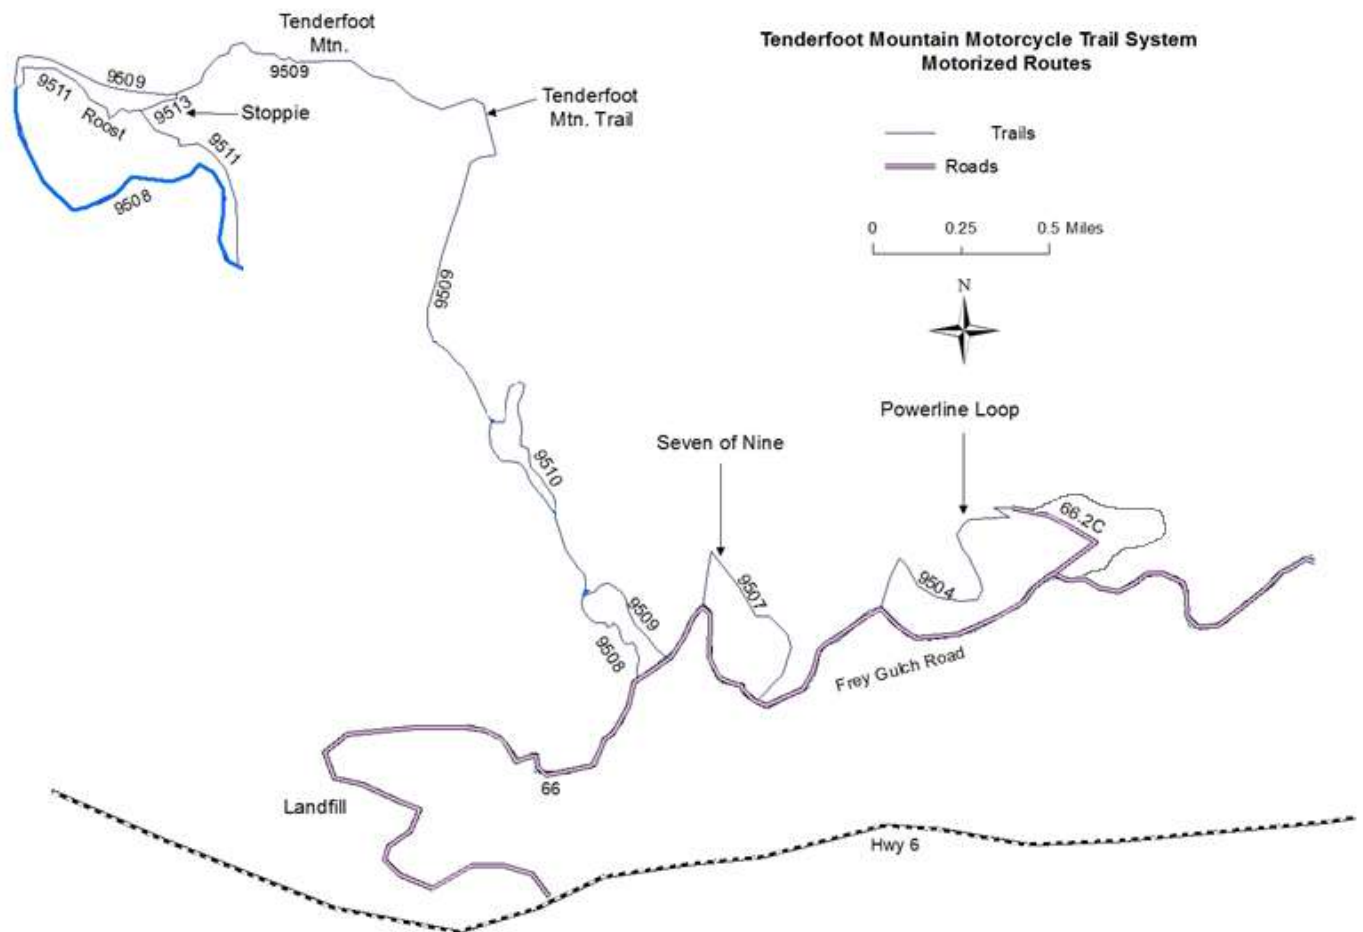 Tenderfoot
Mtn.
Tenderfoot Mountain Motorcycle Trail System
Motorized Routes
9509
9509
9511
Roost
9513
Stoppie
Tenderfoot
Mtn. Trail
Trails
Roads
9511
9508
0 0.25 0.5 Miles
9509
N
Powerline Loop
Seven of Nine
9510
66.2C
9507
9504
9509
9508
Frey Gulch Road
66
Landfill
Hwy 6